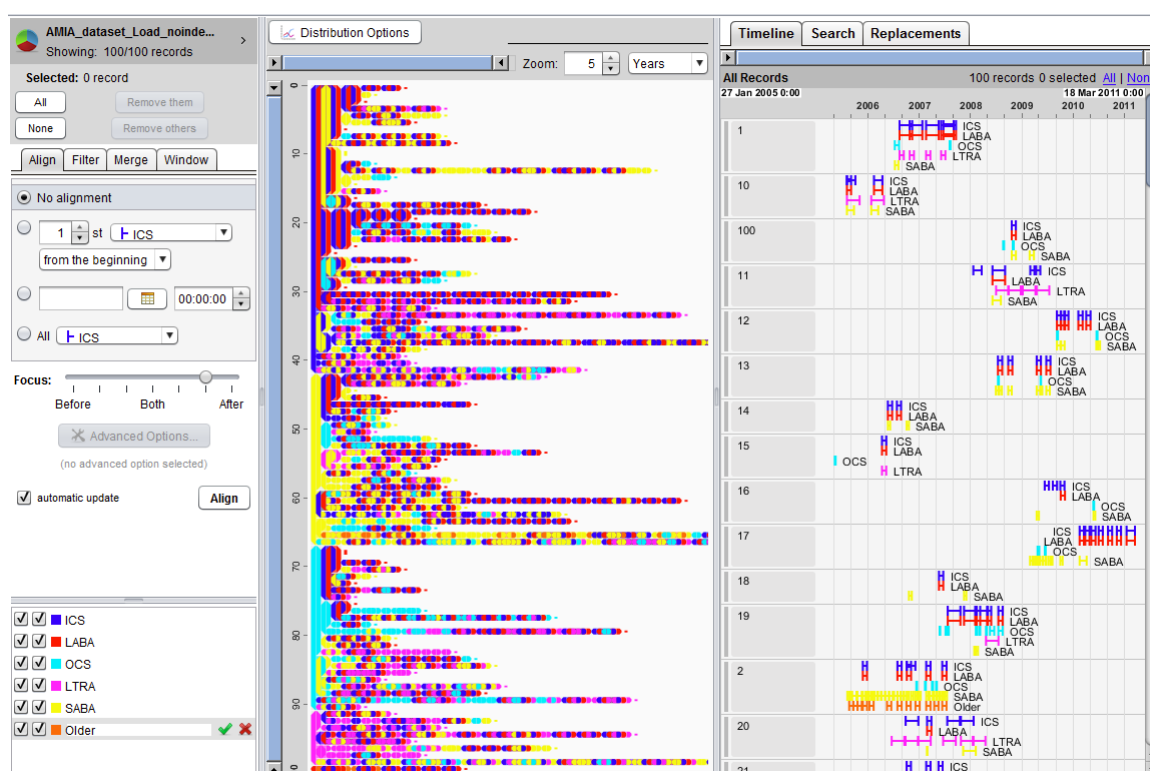 AMIA_dataset_Load_noinde...
Showing: 100/100 records
>
Selected: 0 record
All
Remove them
None
Remove others
Align
Filter
Merge
Window
No alignment
1 st ICS
from the beginning
00:00:00
All ICS
Focus:
Before Both After
Advanced Options...
(no advanced option selected)
automatic update
Align
ICS
LABA
OCS
LTRA
SABA
Older
Distribution Options
Zoom: 5 Years
0
10
20
30
40
50
60
70
80
90
Timeline
Search
Replacements
All Records
100 records 0 selected All | Non
27 Jan 2005 0:00
18 Mar 2011 0:00
2006 2007 2008 2009 2010 2011
1
ICS
LABA
OCS
LTRA
SABA
10
ICS
LABA
LTRA
SABA
100
ICS
LABA
OCS
SABA
11
ICS
LABA
LTRA
SABA
12
ICS
LABA
OCS
SABA
13
ICS
LABA
OCS
SABA
14
ICS
LABA
SABA
15
ICS
LABA
OCS
LTRA
16
ICS
LABA
OCS
SABA
17
ICS
LABA
OCS
SABA
18
ICS
LABA
SABA
19
ICS
LABA
OCS
LTRA
SABA
2
ICS
LABA
OCS
SABA
Older
20
ICS
LABA
LTRA
SABA
21
ICS